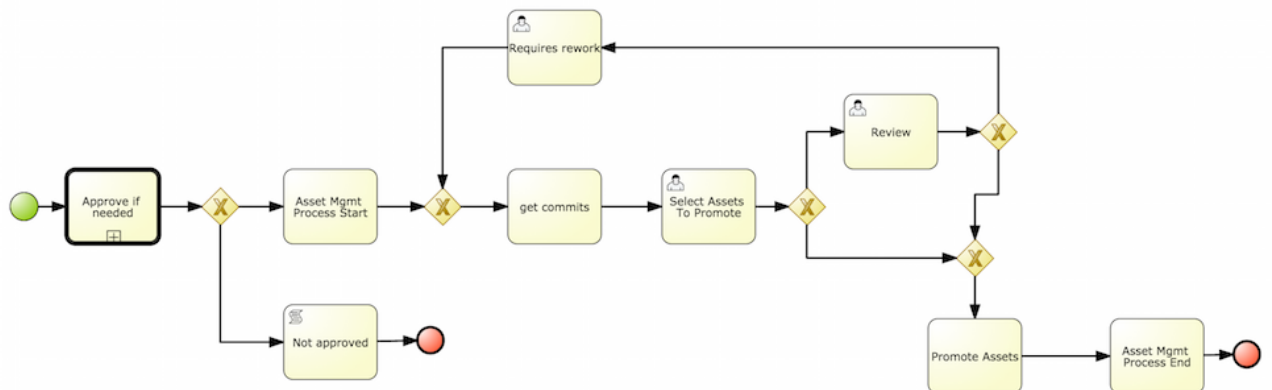 Requires rework
Review
Approve if
needed
Asset Mgmt
Process Start
get commits
Select Assets
To Promote
Not approved
Promote Assets
Asset Mgmt
Process End